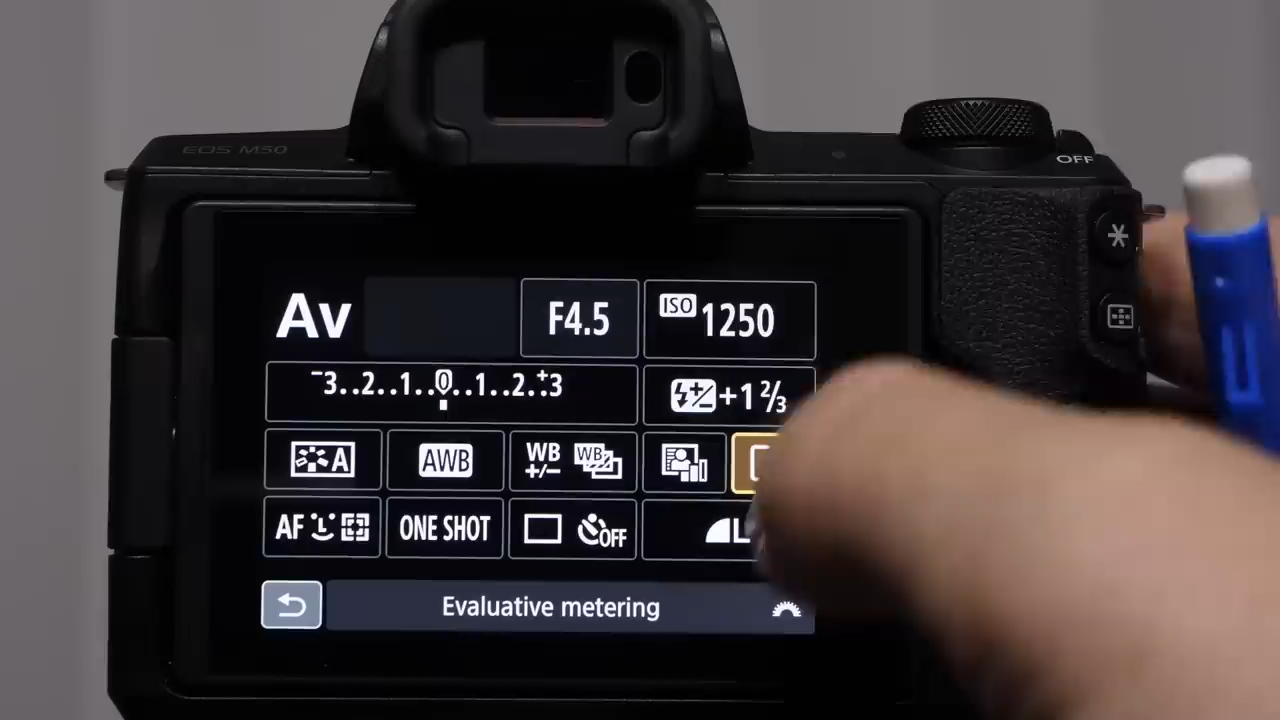 EOS M50
OFF
Av F4.5 ISO 1250
-3..2..1..0..1..2..+3 +1 2/3
A AWB WB +/- WB
AF ONE SHOT OFF L
Evaluative metering